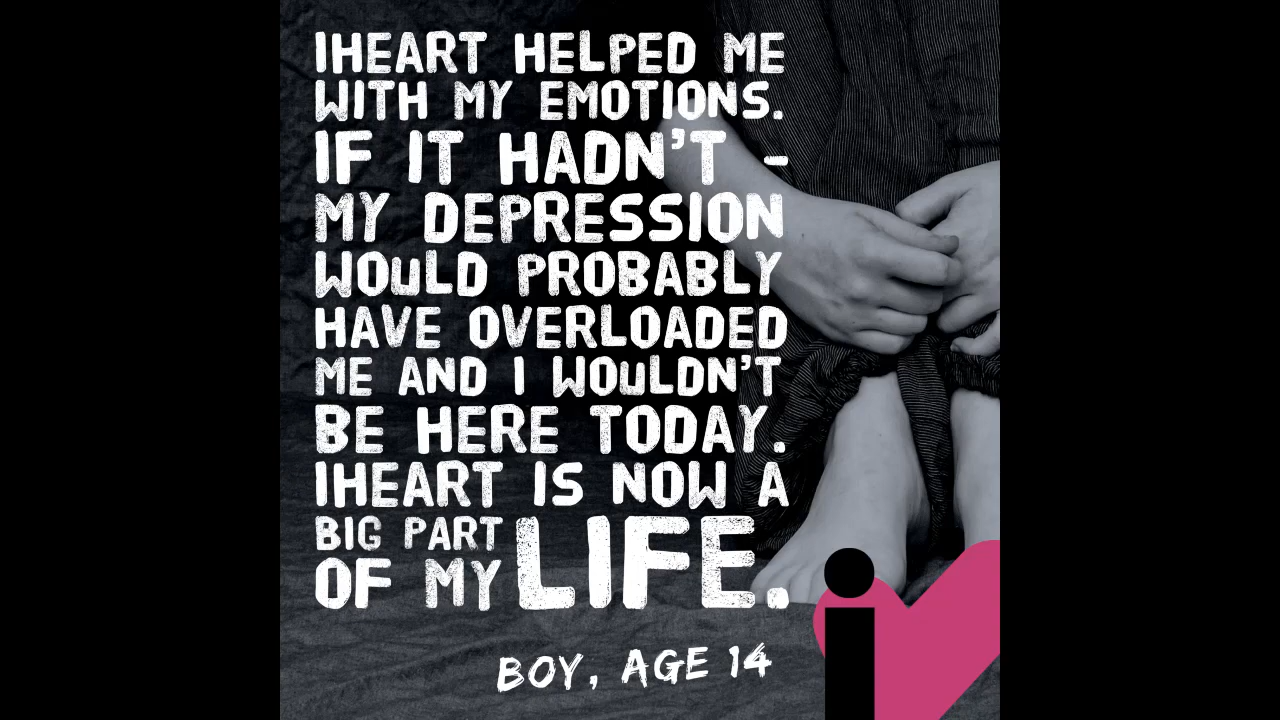 IHEART HELPED ME
WITH MY EMOTIONS.
IF IT HADN'T -
MY DEPRESSION
WOULD PROBABLY
HAVE OVERLOADED
ME AND I WOULDN'T
BE HERE TODAY.
IHEART IS NOW A
BIG PART
OF MY LIFE.
BOY, AGE 14
i